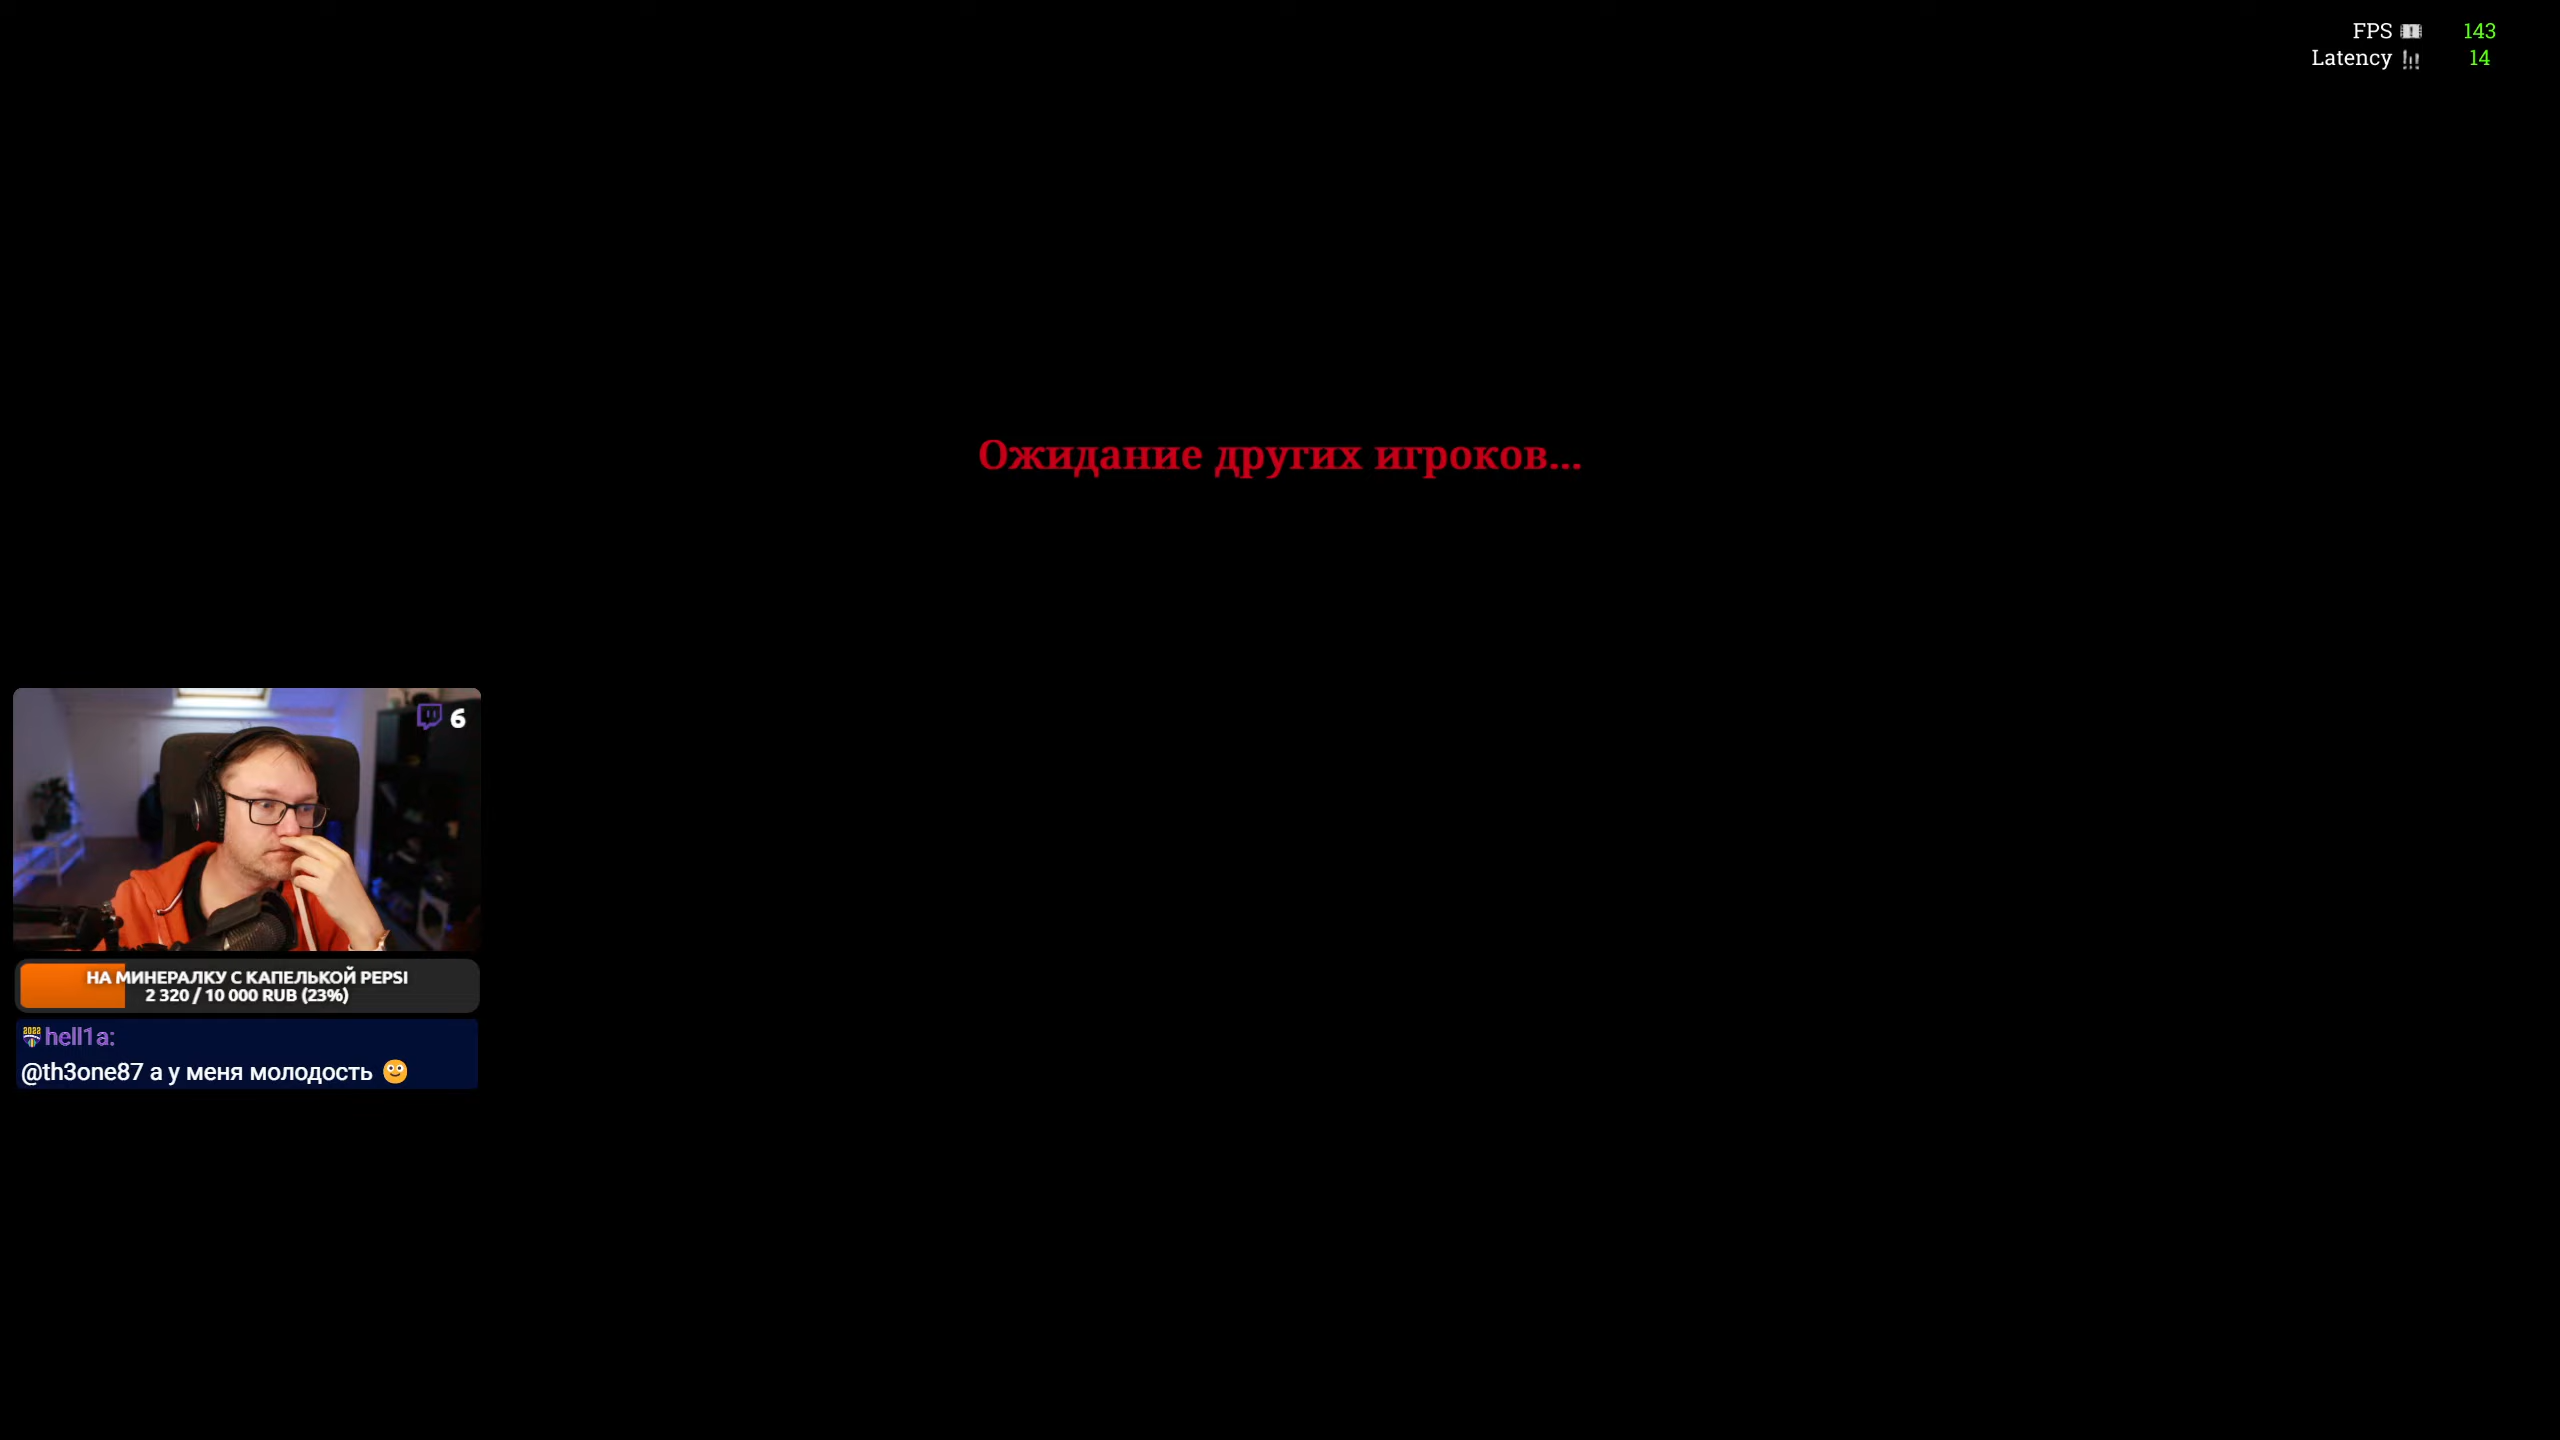 FPS 143
Latency 14
Ожидание других игроков...
6
НА МИНЕРАЛКУ С КАПЕЛЬКОЙ PEPSI
2 320 / 10 000 RUB (23%)
2022 hell1a:
@th3one87 а у меня молодость